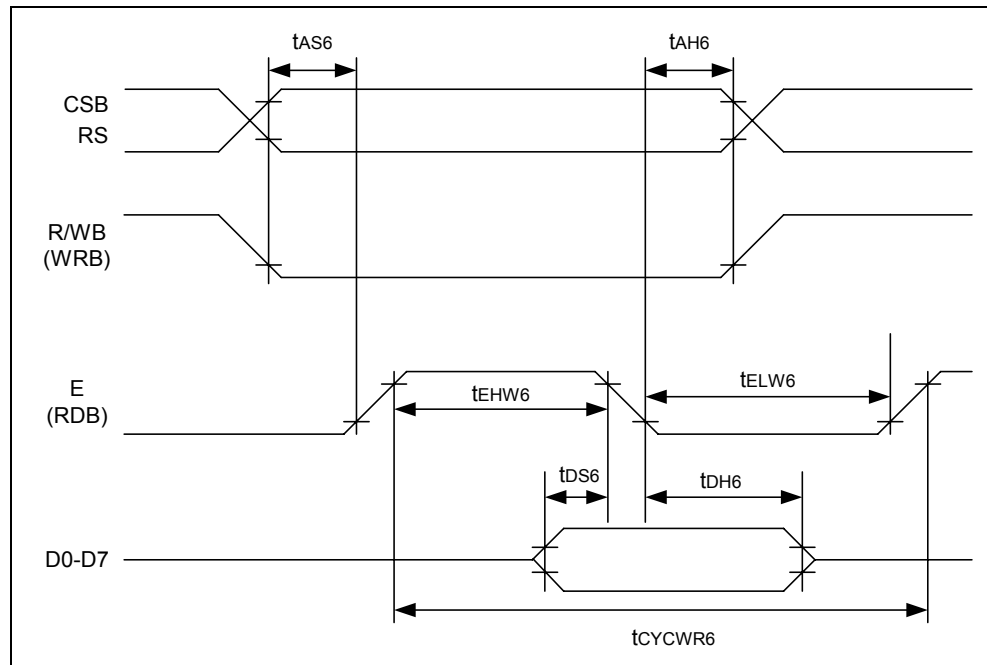 tAS6
tAH6
CSB
RS
R/WB
(WRB)
E
(RDB)
tEHW6
tELW6
tDS6
tDH6
D0-D7
tCYCWR6